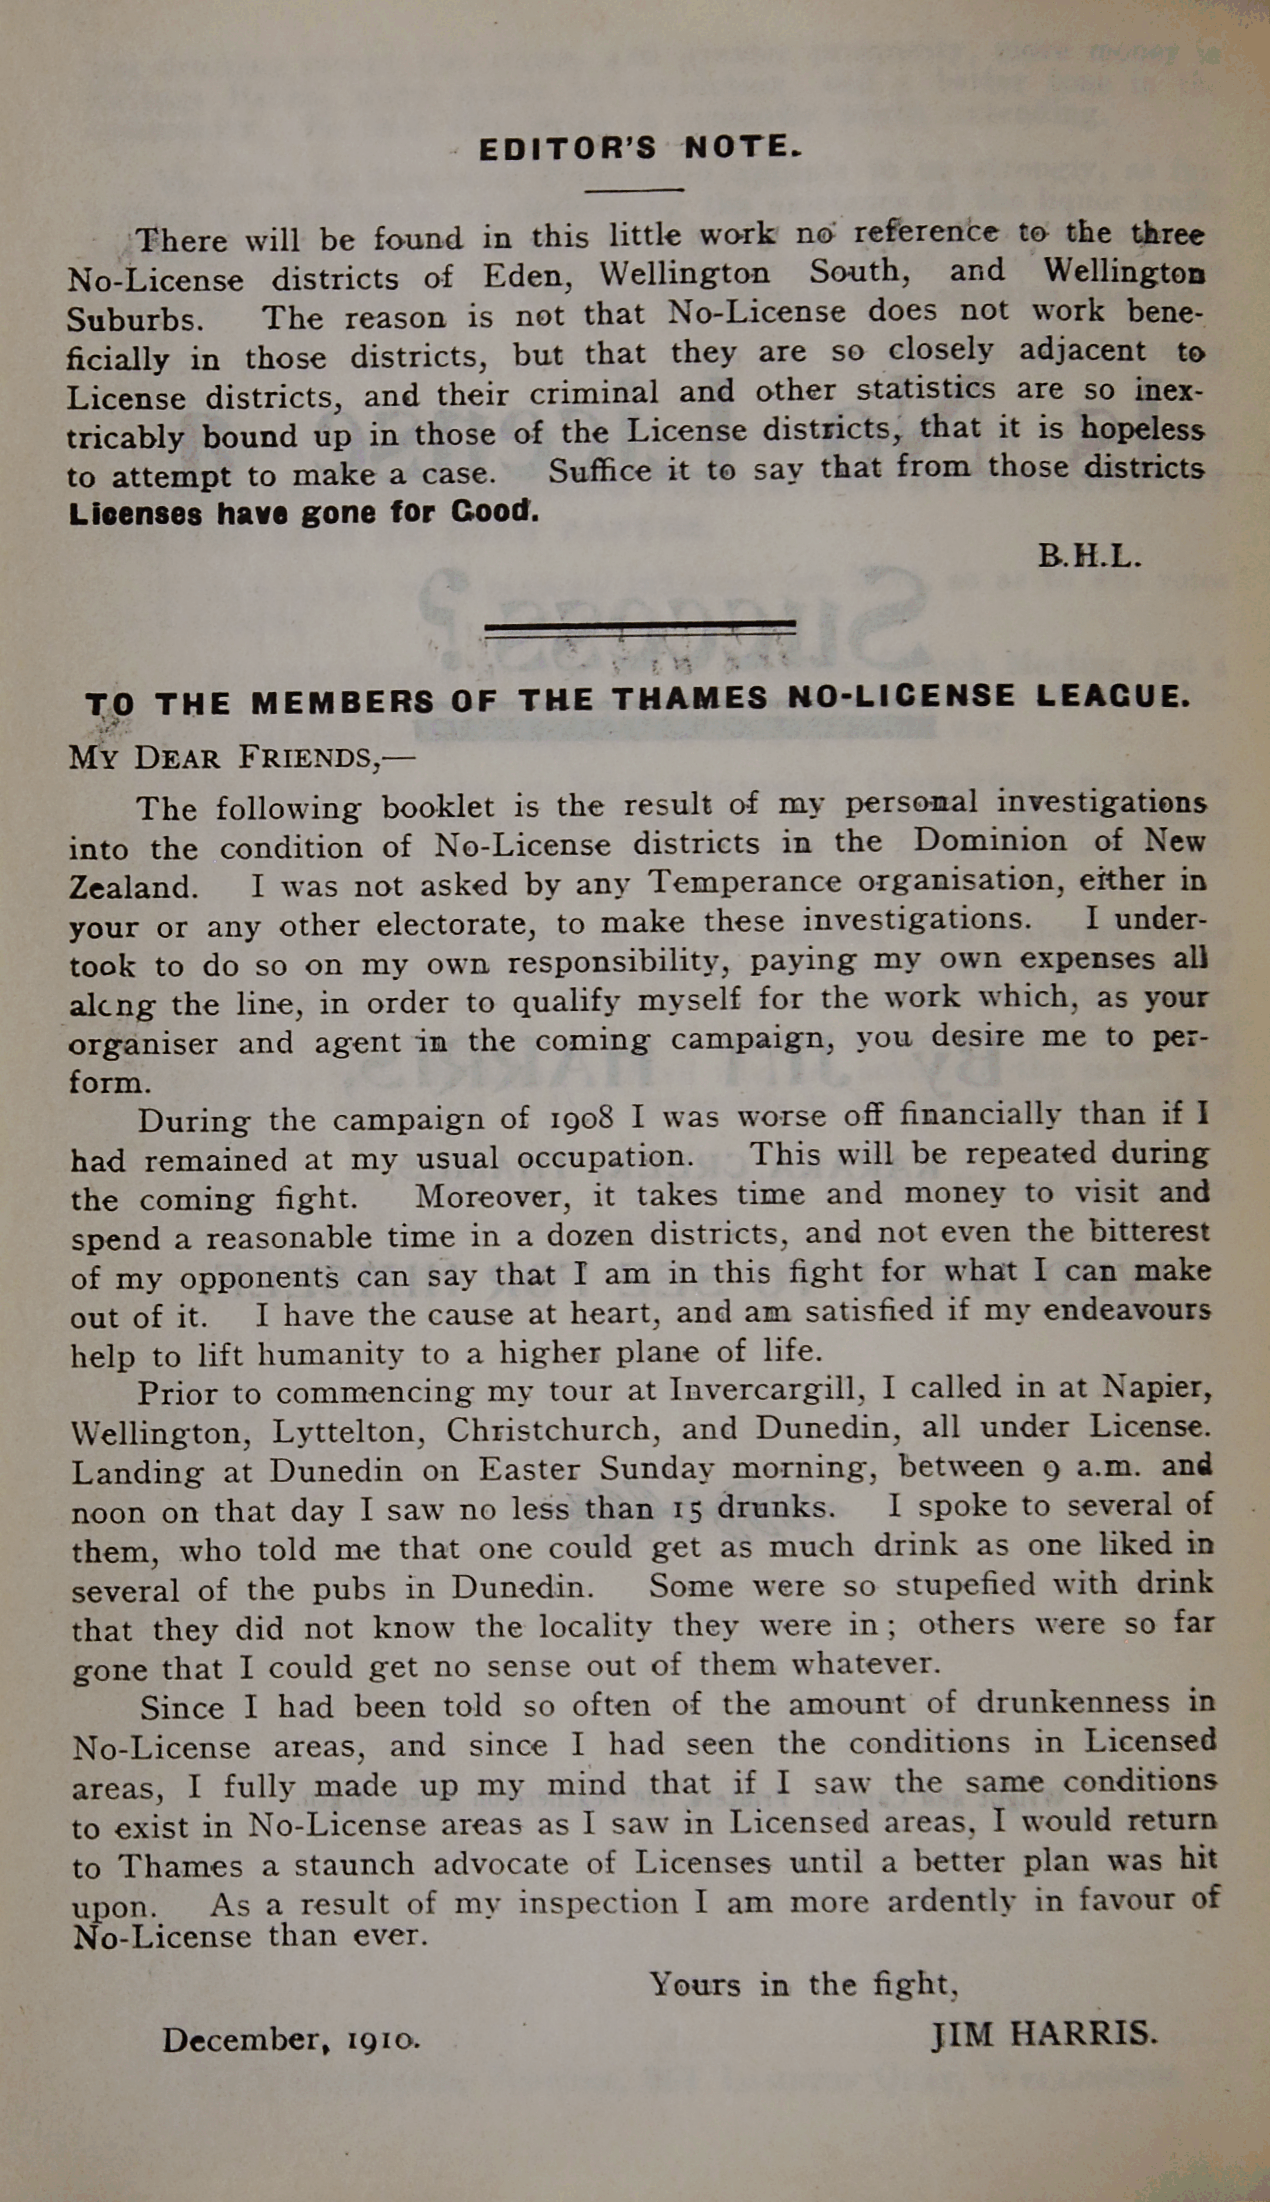 EDITOR'S NOTE.
There will be found in this little work no reference to the three
No-License districts of Eden, Wellington South, and Wellington
Suburbs. The reason is not that No-License does not work bene-
ficially in those districts, but that they are so closely adjacent to
License districts, and their criminal and other statistics are so inex-
tricably bound up in those of the License districts, that it is hopeless
to attempt to make a case. Suffice it to say that from those districts
Licenses have gone for Good.
B.H.L.
TO THE MEMBERS OF THE THAMES NO-LICENSE LEAGUE.
MY DEAR FRIENDS,—
The following booklet is the result of my personal investigations
into the condition of No-License districts in the Dominion of New
Zealand. I was not asked by any Temperance organisation, either in
your or any other electorate, to make these investigations. I under-
took to do so on my own responsibility, paying my own expenses all
along the line, in order to qualify myself for the work which, as your
organiser and agent in the coming campaign, you desire me to per-
form.
During the campaign of 1908 I was worse off financially than if I
had remained at my usual occupation. This will be repeated during
the coming fight. Moreover, it takes time and money to visit and
spend a reasonable time in a dozen districts, and not even the bitterest
of my opponents can say that I am in this fight for what I can make
out of it. I have the cause at heart, and am satisfied if my endeavours
help to lift humanity to a higher plane of life.
Prior to commencing my tour at Invercargill, I called in at Napier,
Wellington, Lyttelton, Christchurch, and Dunedin, all under License.
Landing at Dunedin on Easter Sunday morning, between 9 a.m. and
noon on that day I saw no less than 15 drunks. I spoke to several of
them, who told me that one could get as much drink as one liked in
several of the pubs in Dunedin. Some were so stupefied with drink
that they did not know the locality they were in; others were so far
gone that I could get no sense out of them whatever.
Since I had been told so often of the amount of drunkenness in
No-License areas, and since I had seen the conditions in Licensed
areas, I fully made up my mind that if I saw the same conditions
to exist in No-License areas as I saw in Licensed areas, I would return
to Thames a staunch advocate of Licenses until a better plan was hit
upon. As a result of my inspection I am more ardently in favour of
No-License than ever.
Yours in the fight,
December, 1910. JIM HARRIS.